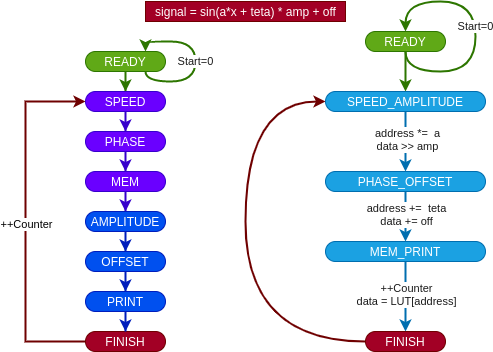 signal = sin(a*x + teta) * amp + off
READY
Start=0
SPEED
PHASE
MEM
AMPLITUDE
OFFSET
PRINT
FINISH
++Counter
READY
Start=0
SPEED_AMPLITUDE
address *=  a
data >> amp
PHASE_OFFSET
address +=  teta
data += off
MEM_PRINT
++Counter
data = LUT[address]
FINISH